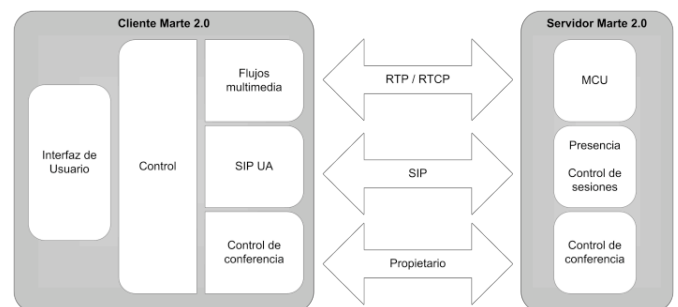 Cliente Marte 2.0
Servidor Marte 2.0
Flujos
multimedia
RTP / RTCP
MCU
Interfaz de
Usuario
Control
SIP UA
SIP
Presencia
Control de
sesiones
Control de
conferencia
Propietario
Control de
conferencia